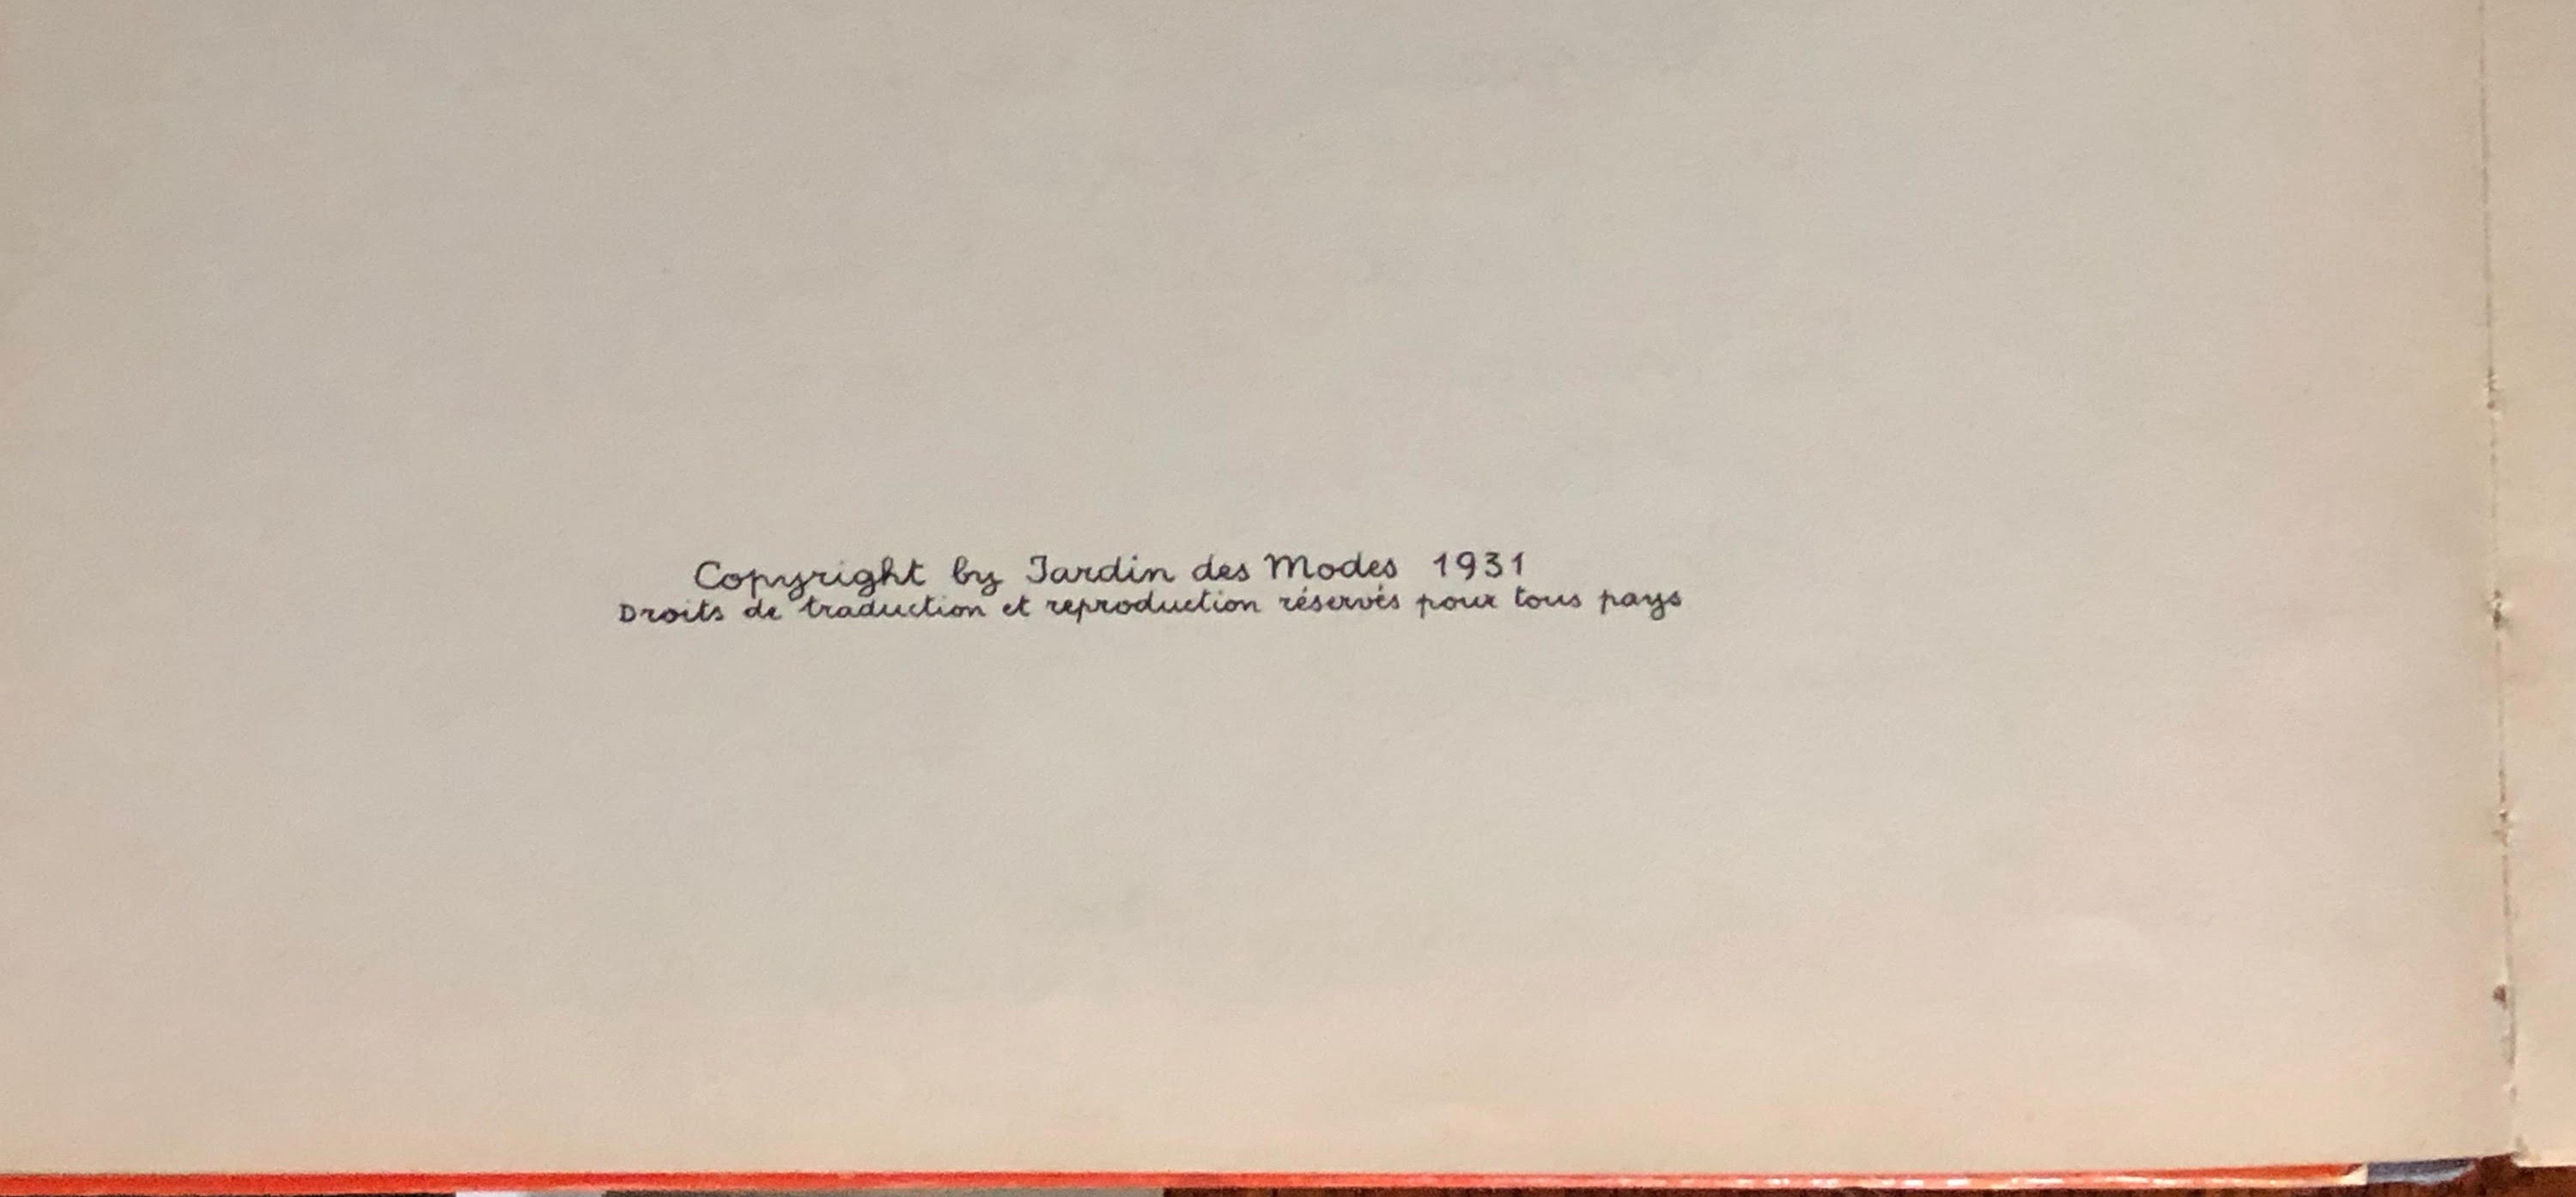 Copyright by Jardin des Modes 1931
Droits de traduction et reproduction réservés pour tous pays